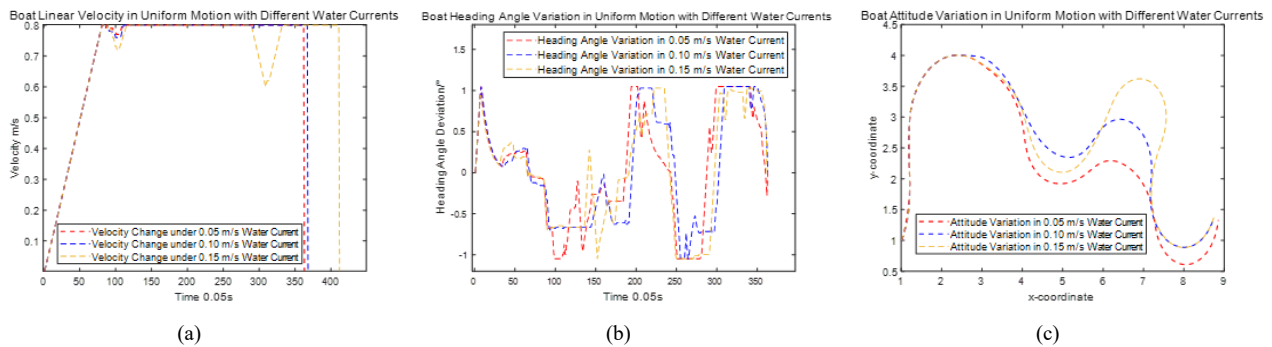 Boat Linear Velocity in Uniform Motion with Different Water Currents
0.8
0.7
0.6
0.5
0.4
0.3
0.2
0.1
Velocity m/s
Velocity Change under 0.05 m/s Water Current
Velocity Change under 0.10 m/s Water Current
Velocity Change under 0.15 m/s Water Current
0 50 100 150 200 250 300 350 400
Time 0.05s
(a)
Boat Heading Angle Variation in Uniform Motion with Different Water Currents
Heading Angle Variation in 0.05 m/s Water Current
Heading Angle Variation in 0.10 m/s Water Current
Heading Angle Variation in 0.15 m/s Water Current
1
0.5
0
-0.5
-1
Heading Angle Deviation/°
0 50 100 150 200 250 300 350
Time 0.05s
(b)
Boat Attitude Variation in Uniform Motion with Different Water Currents
4.5
4
3.5
3
2.5
2
1.5
1
0.5
y-coordinate
Attitude Variation in 0.05 m/s Water Current
Attitude Variation in 0.10 m/s Water Current
Attitude Variation in 0.15 m/s Water Current
1 2 3 4 5 6 7 8 9
x-coordinate
(c)